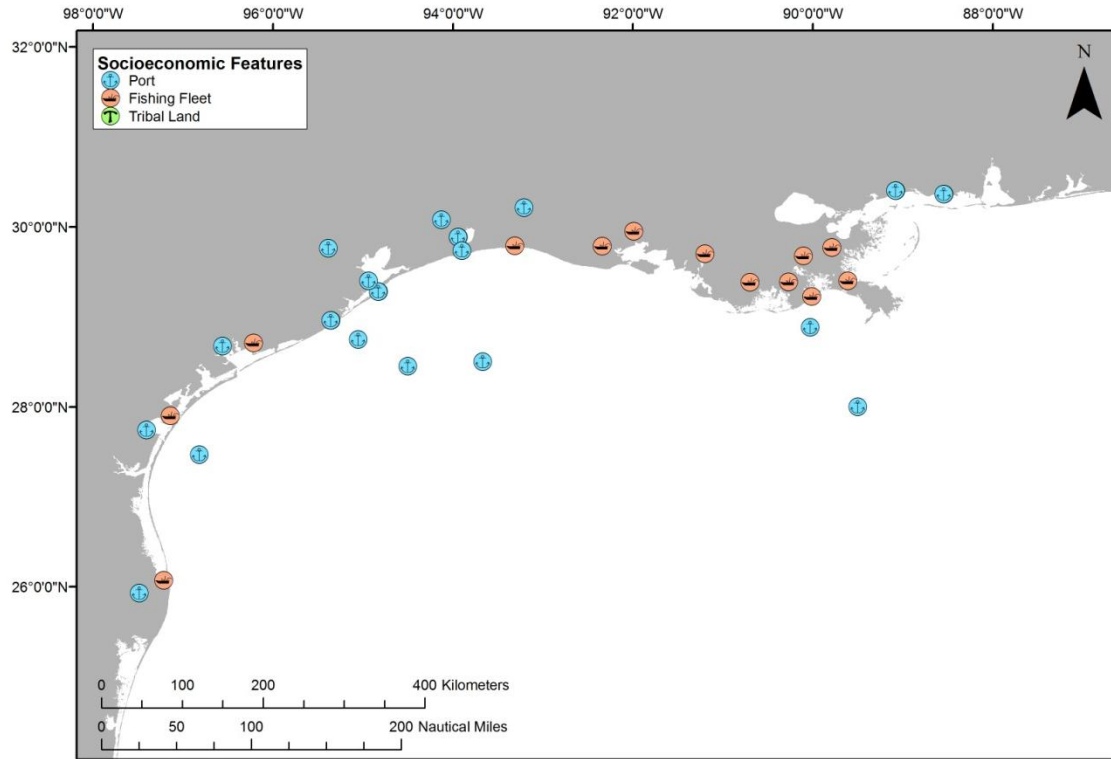 98°0'0"W 96°0'0"W 94°0'0"W 92°0'0"W 90°0'0"W 88°0'0"W
32°0'0"N
Socioeconomic Features
Port
Fishing Fleet
Tribal Land
N
30°0'0"N
28°0'0"N
26°0'0"N
0 100 200 400 Kilometers
0 50 100 200 Nautical Miles